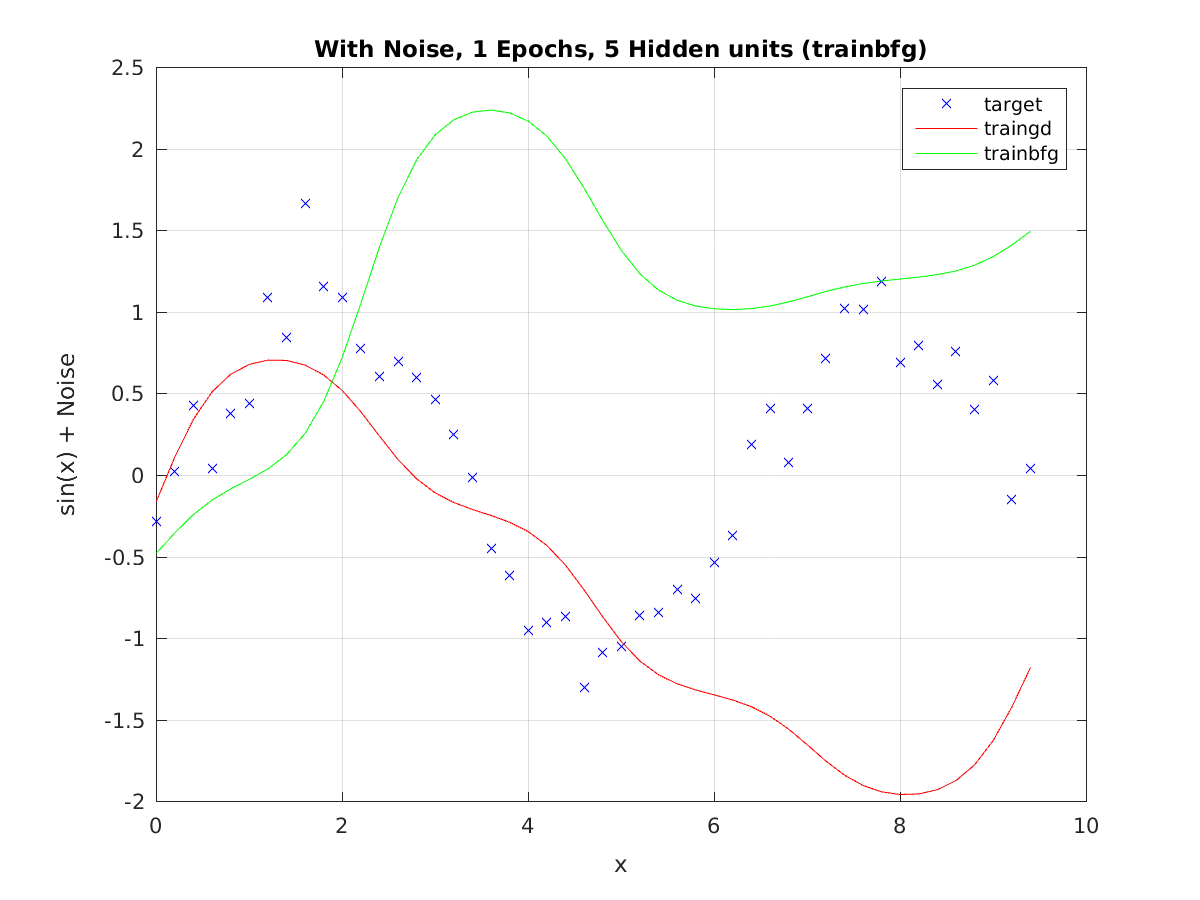 With Noise, 1 Epochs, 5 Hidden units (trainbfg)
target
traingd
trainbfg
sin(x) + Noise
2.5
2
1.5
1
0.5
0
-0.5
-1
-1.5
-2
0 2 4 6 8 10
x